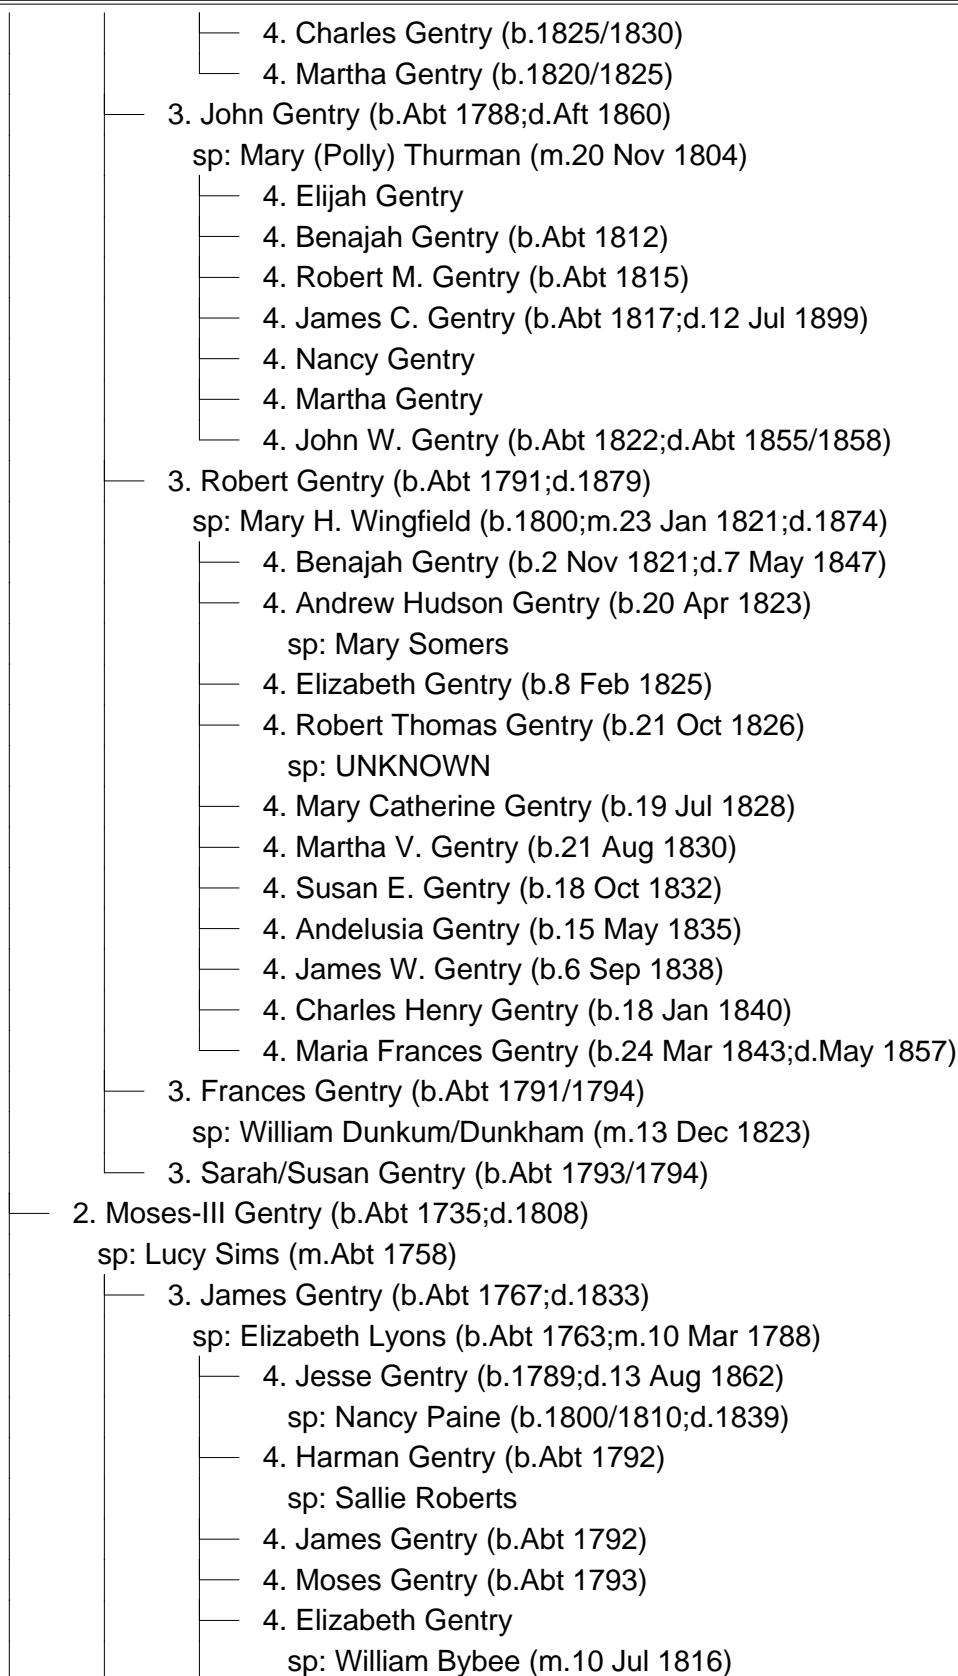 4. Charles Gentry (b.1825/1830)
4. Martha Gentry (b.1820/1825)
3. John Gentry (b.Abt 1788;d.Aft 1860)
sp: Mary (Polly) Thurman (m.20 Nov 1804)
4. Elijah Gentry
4. Benajah Gentry (b.Abt 1812)
4. Robert M. Gentry (b.Abt 1815)
4. James C. Gentry (b.Abt 1817;d.12 Jul 1899)
4. Nancy Gentry
4. Martha Gentry
4. John W. Gentry (b.Abt 1822;d.Abt 1855/1858)
3. Robert Gentry (b.Abt 1791;d.1879)
sp: Mary H. Wingfield (b.1800;m.23 Jan 1821;d.1874)
4. Benajah Gentry (b.2 Nov 1821;d.7 May 1847)
4. Andrew Hudson Gentry (b.20 Apr 1823)
sp: Mary Somers
4. Elizabeth Gentry (b.8 Feb 1825)
4. Robert Thomas Gentry (b.21 Oct 1826)
sp: UNKNOWN
4. Mary Catherine Gentry (b.19 Jul 1828)
4. Martha V. Gentry (b.21 Aug 1830)
4. Susan E. Gentry (b.18 Oct 1832)
4. Andelusia Gentry (b.15 May 1835)
4. James W. Gentry (b.6 Sep 1838)
4. Charles Henry Gentry (b.18 Jan 1840)
4. Maria Frances Gentry (b.24 Mar 1843;d.May 1857)
3. Frances Gentry (b.Abt 1791/1794)
sp: William Dunkum/Dunkham (m.13 Dec 1823)
3. Sarah/Susan Gentry (b.Abt 1793/1794)
2. Moses-III Gentry (b.Abt 1735;d.1808)
sp: Lucy Sims (m.Abt 1758)
3. James Gentry (b.Abt 1767;d.1833)
sp: Elizabeth Lyons (b.Abt 1763;m.10 Mar 1788)
4. Jesse Gentry (b.1789;d.13 Aug 1862)
sp: Nancy Paine (b.1800/1810;d.1839)
4. Harman Gentry (b.Abt 1792)
sp: Sallie Roberts
4. James Gentry (b.Abt 1792)
4. Moses Gentry (b.Abt 1793)
4. Elizabeth Gentry
sp: William Bybee (m.10 Jul 1816)